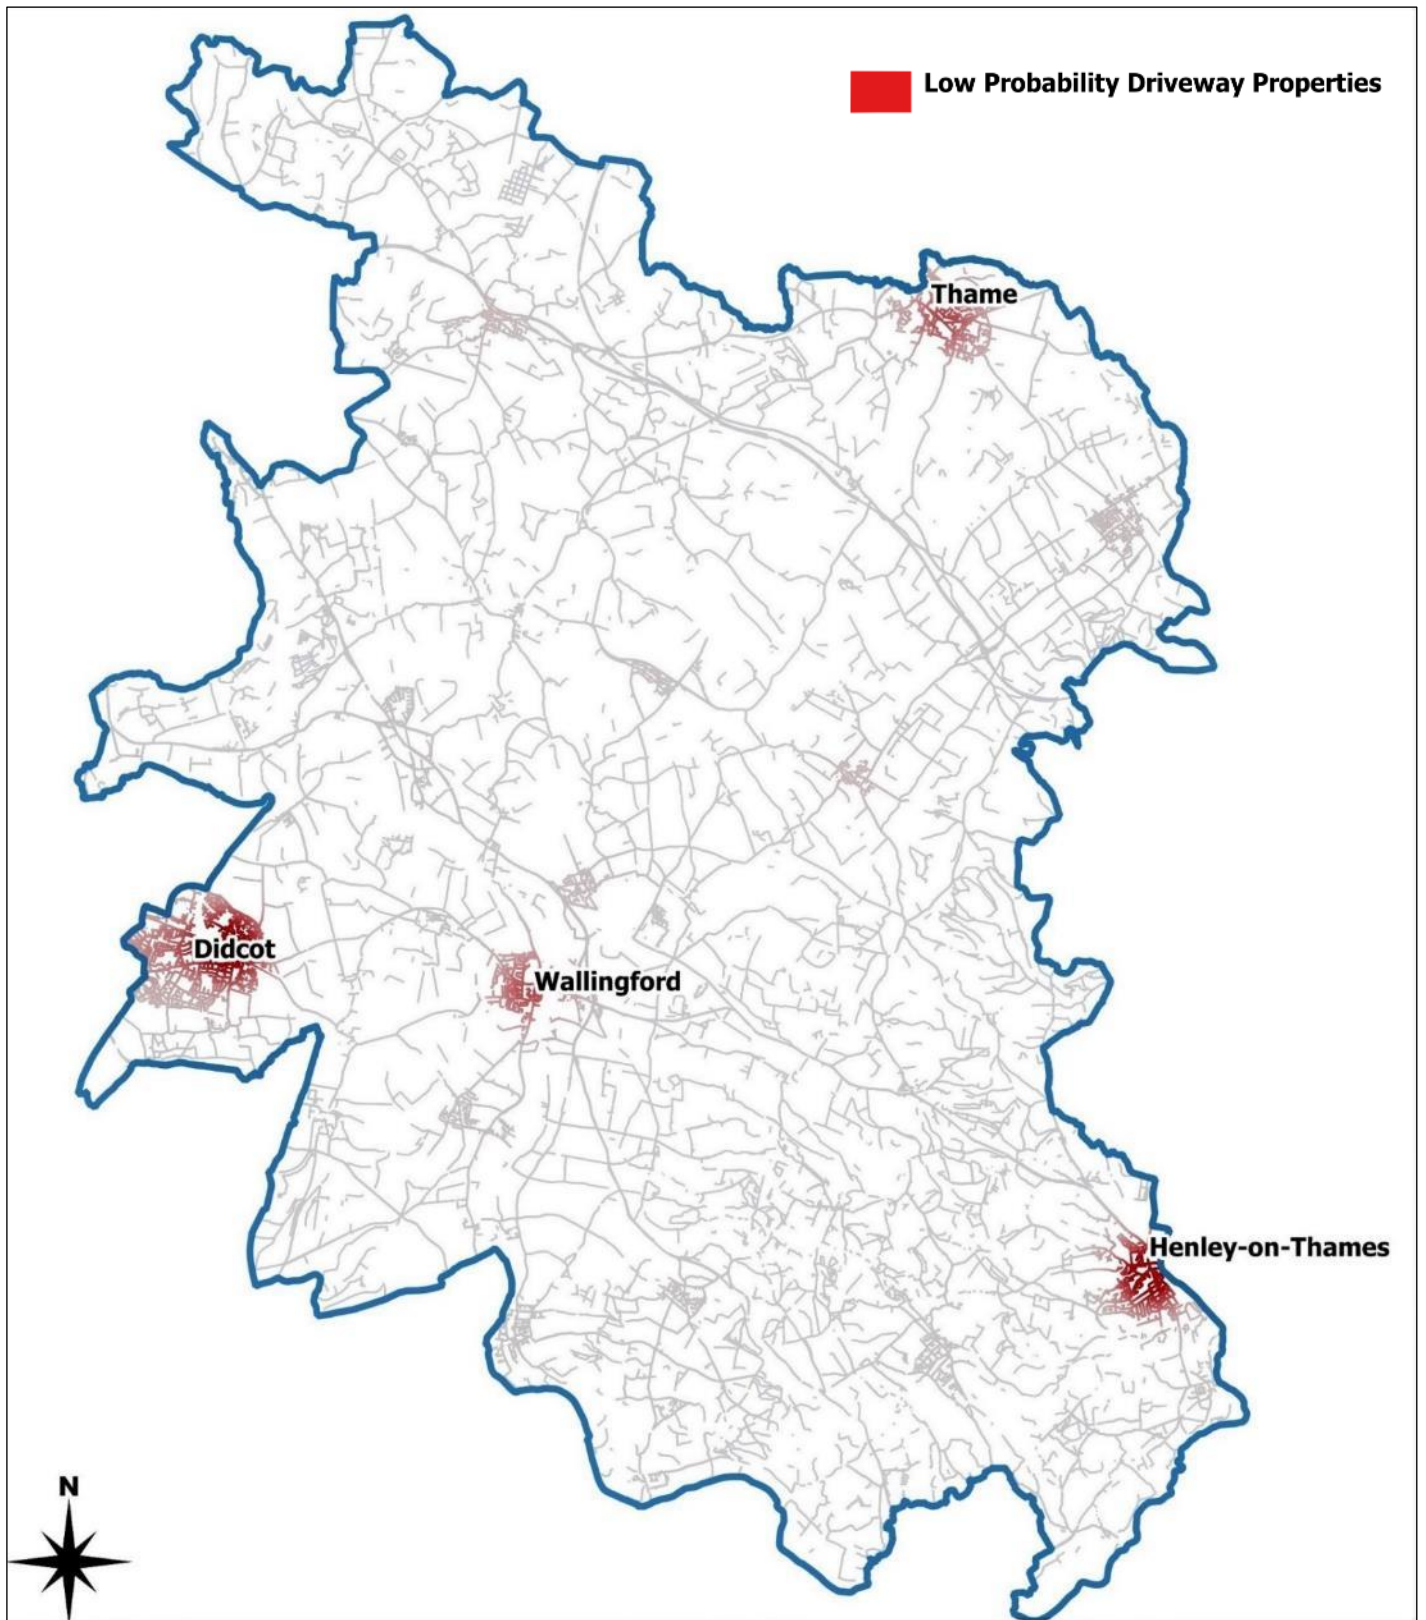 Low Probability Driveway Properties
Thame
Didcot
Wallingford
Henley-on-Thames
N